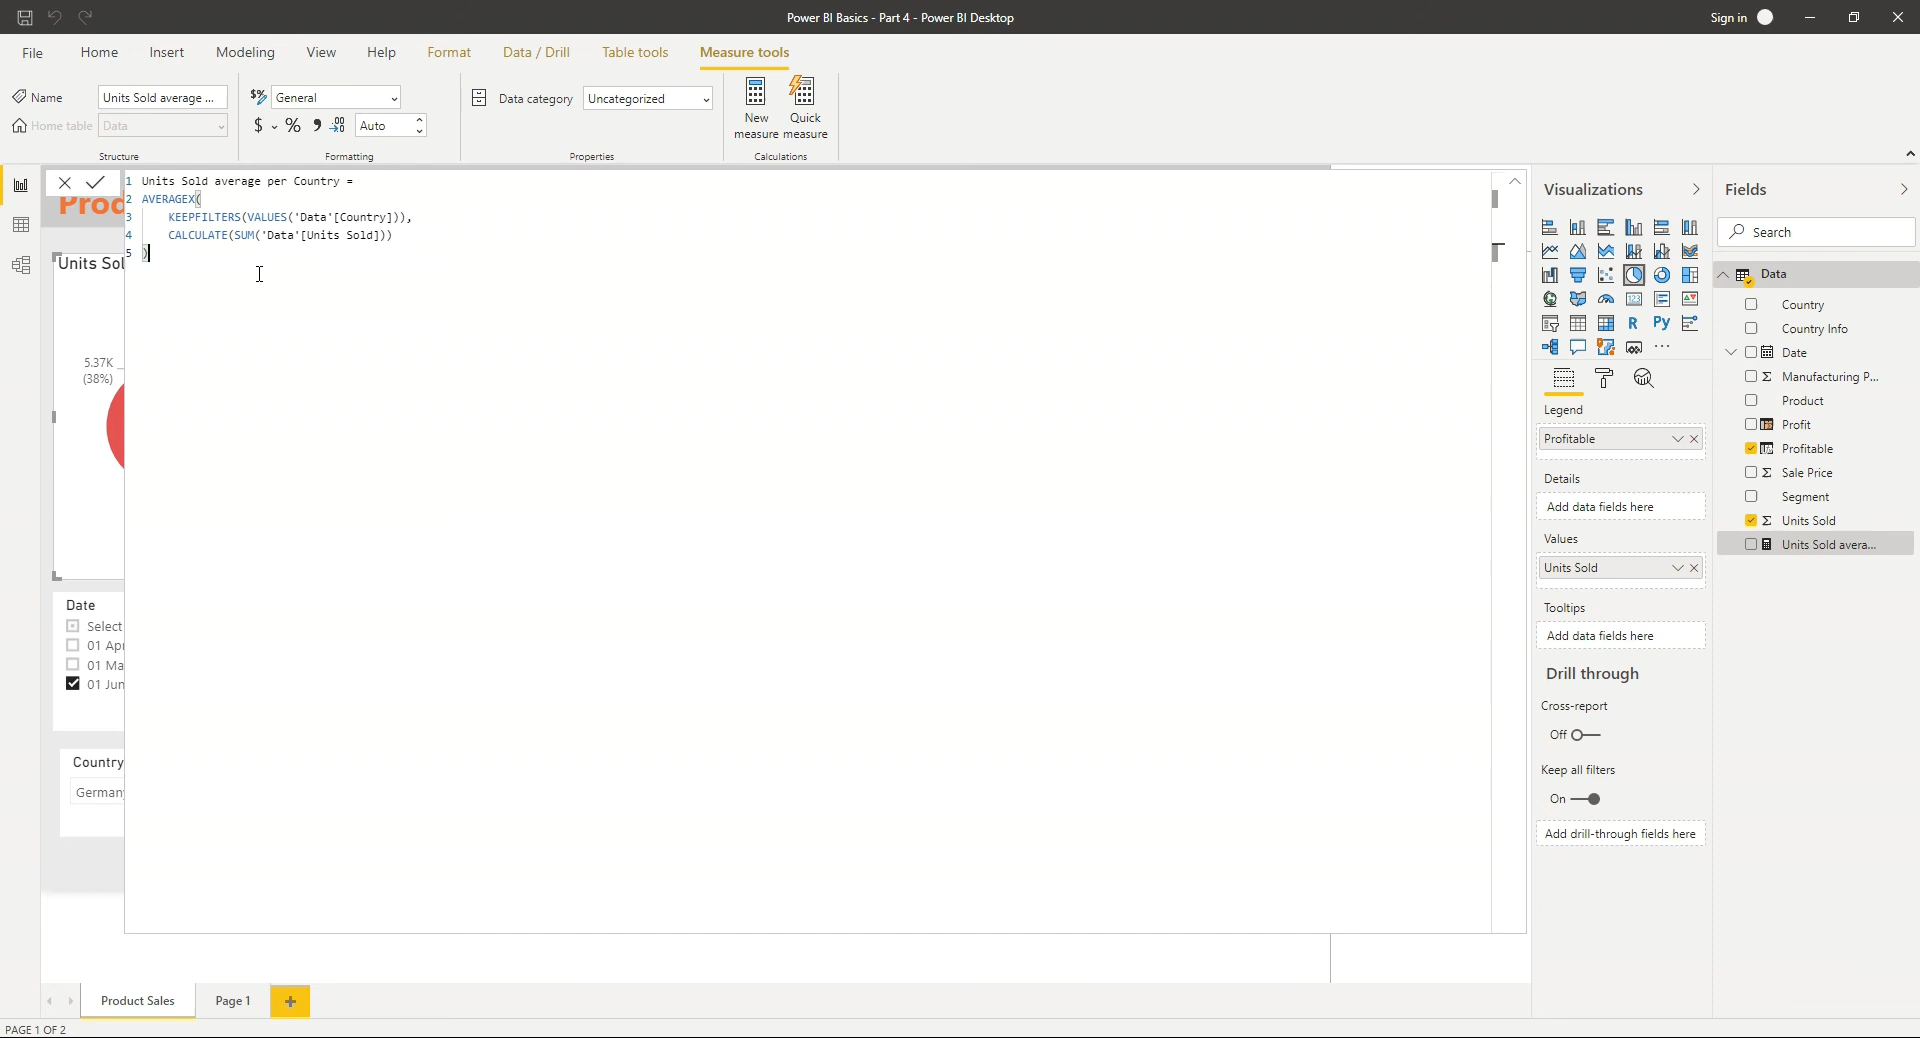 Power BI Basics - Part 4 - Power BI Desktop
Sign in
File
Home
Insert
Modeling
View
Help
Format
Data / Drill
Table tools
Measure tools
Name
Units Sold average ...
Home table
Data
Structure
General
$
%
Auto
Formatting
Data category
Uncategorized
Properties
New
measure
Quick
measure
Calculations
Prod
1 Units Sold average per Country =
2 AVERAGEX(
3 KEEPFILTERS(VALUES('Data'[Country])),
4 CALCULATE(SUM('Data'[Units Sold]))
5 )
Units Sol
5.37K
(38%)
Date
Select
01 Apr
01 Ma
01 Jun
Country
Germany
Visualizations
123
R
Py
...
Legend
Profitable
Details
Add data fields here
Values
Units Sold
Tooltips
Add data fields here
Drill through
Cross-report
Off
Keep all filters
On
Add drill-through fields here
Fields
Search
Data
Country
Country Info
Date
Σ Manufacturing P...
Product
Profit
Profitable
Σ Sale Price
Segment
Σ Units Sold
Units Sold avera...
Product Sales
Page 1
+
PAGE 1 OF 2